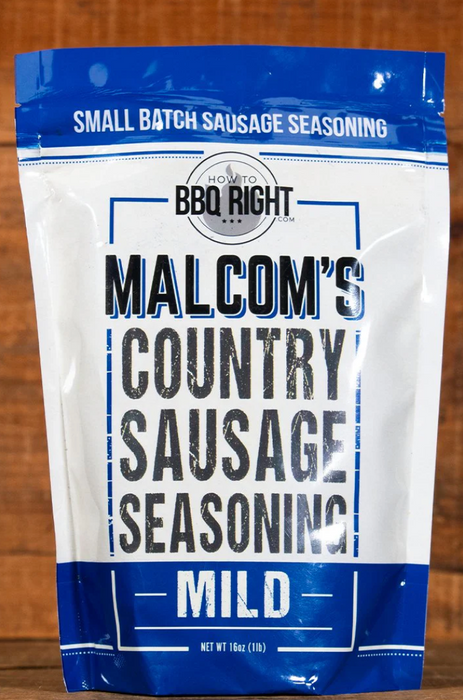 SMALL BATCH SAUSAGE SEASONING
HOW TO
BBQ RIGHT
.COM
MALCOM'S
COUNTRY
SAUSAGE
SEASONING
MILD
NET WT 16oz (1lb)